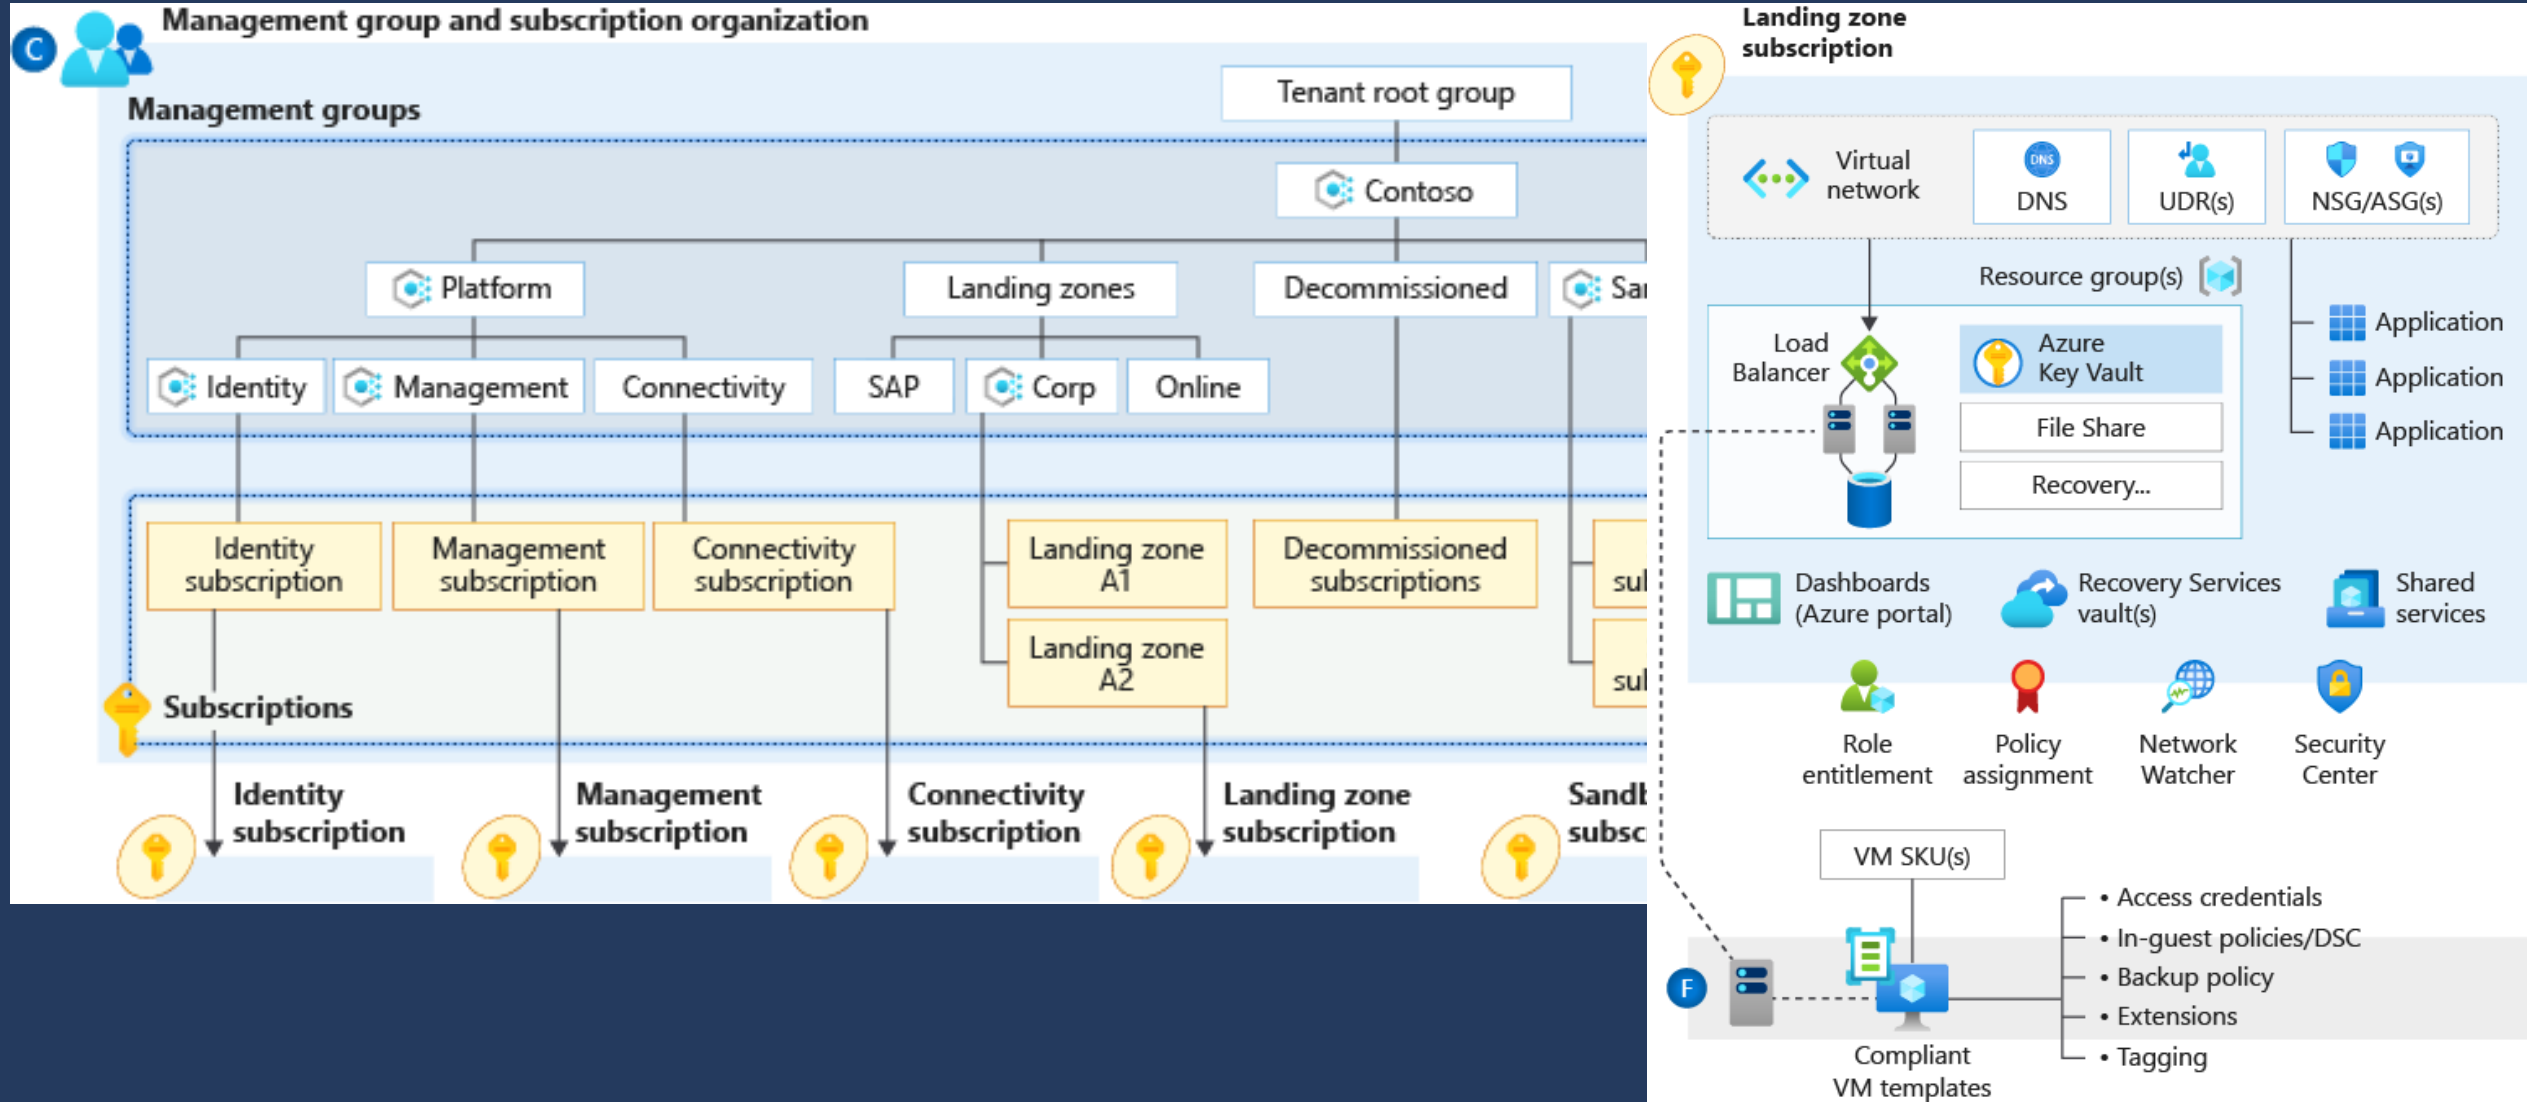 Management group and subscription organization
C
Management groups
Tenant root group
Contoso
Platform
Landing zones
Decommissioned
Identity
Management
Connectivity
SAP
Corp
Online
Identity
subscription
Management
subscription
Connectivity
subscription
Landing zone
A1
Decommissioned
subscriptions
Landing zone
A2
Subscriptions
Identity
subscription
Management
subscription
Connectivity
subscription
Landing zone
subscription
Landing zone
subscription
Virtual
network
DNS
DNS
UDR(s)
NSG/ASG(s)
Resource group(s)
Load
Balancer
Azure
Key Vault
File Share
Recovery...
Application
Application
Application
Dashboards
(Azure portal)
Recovery Services
vault(s)
Shared
services
Role
entitlement
Policy
assignment
Network
Watcher
Security
Center
VM SKU(s)
F
Compliant
VM templates
• Access credentials
• In-guest policies/DSC
• Backup policy
• Extensions
• Tagging